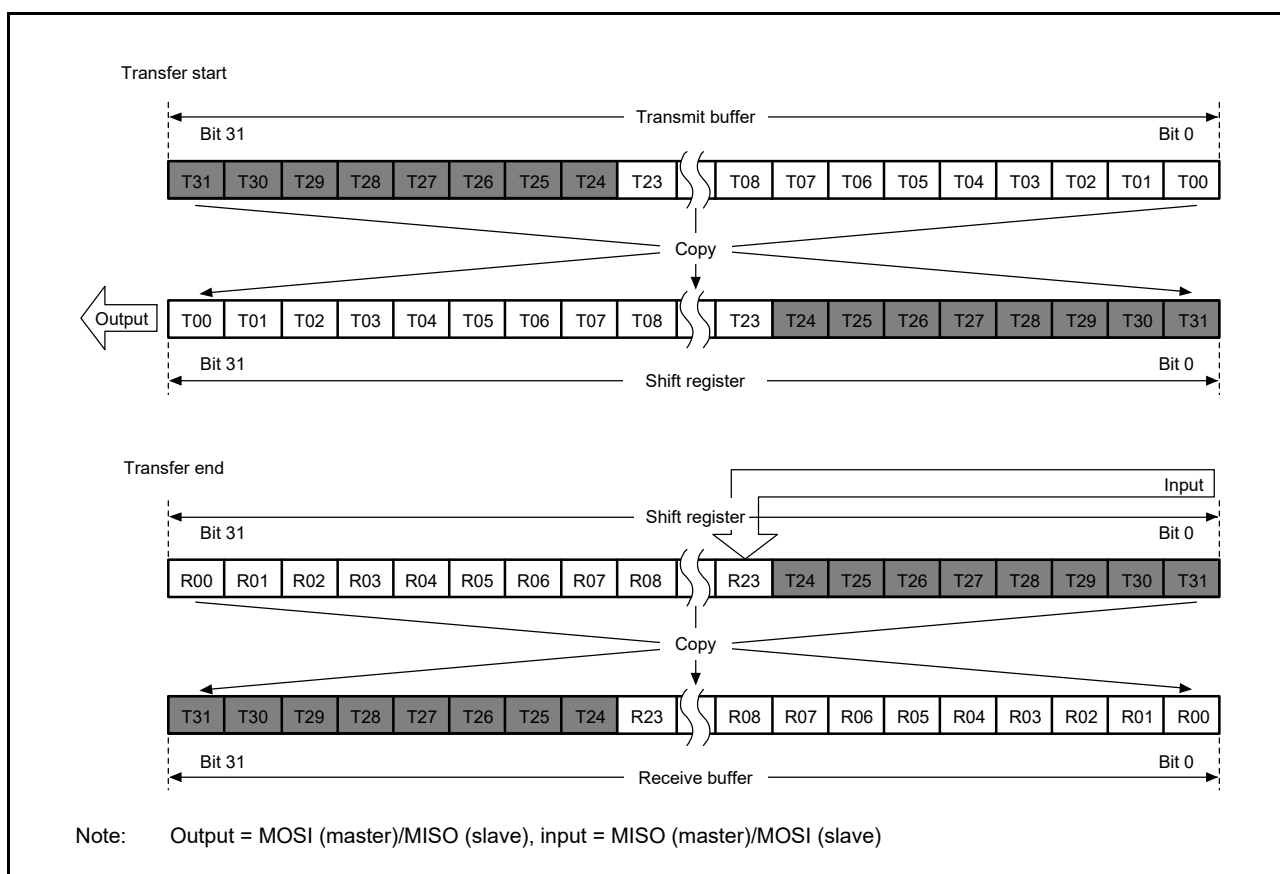 Transfer start
Transmit buffer
Bit 31 Bit 0
T31 T30 T29 T28 T27 T26 T25 T24 T23 T08 T07 T06 T05 T04 T03 T02 T01 T00
Copy
Output T00 T01 T02 T03 T04 T05 T06 T07 T08 T23 T24 T25 T26 T27 T28 T29 T30 T31
Bit 31 Bit 0
Shift register
Transfer end
Input
Shift register
Bit 31 Bit 0
R00 R01 R02 R03 R04 R05 R06 R07 R08 R23 T24 T25 T26 T27 T28 T29 T30 T31
Copy
T31 T30 T29 T28 T27 T26 T25 T24 R23 R08 R07 R06 R05 R04 R03 R02 R01 R00
Bit 31 Bit 0
Receive buffer
Note: Output = MOSI (master)/MISO (slave), input = MISO (master)/MOSI (slave)